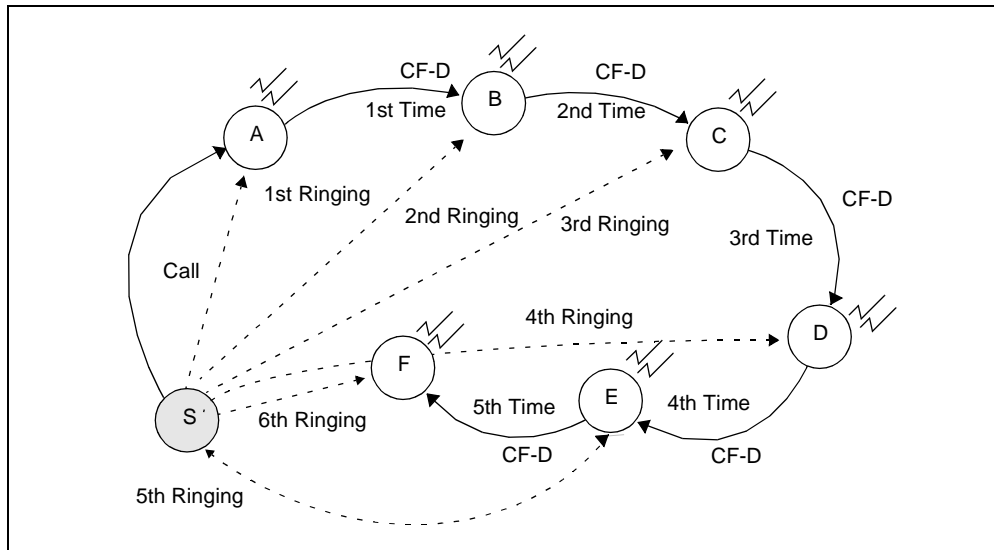 CF-D
CF-D
B
1st Time
2nd Time
A
C
1st Ringing
CF-D
2nd Ringing
3rd Ringing
3rd Time
Call
4th Ringing
D
F
E
5th Time
4th Time
S
6th Ringing
CF-D
CF-D
5th Ringing